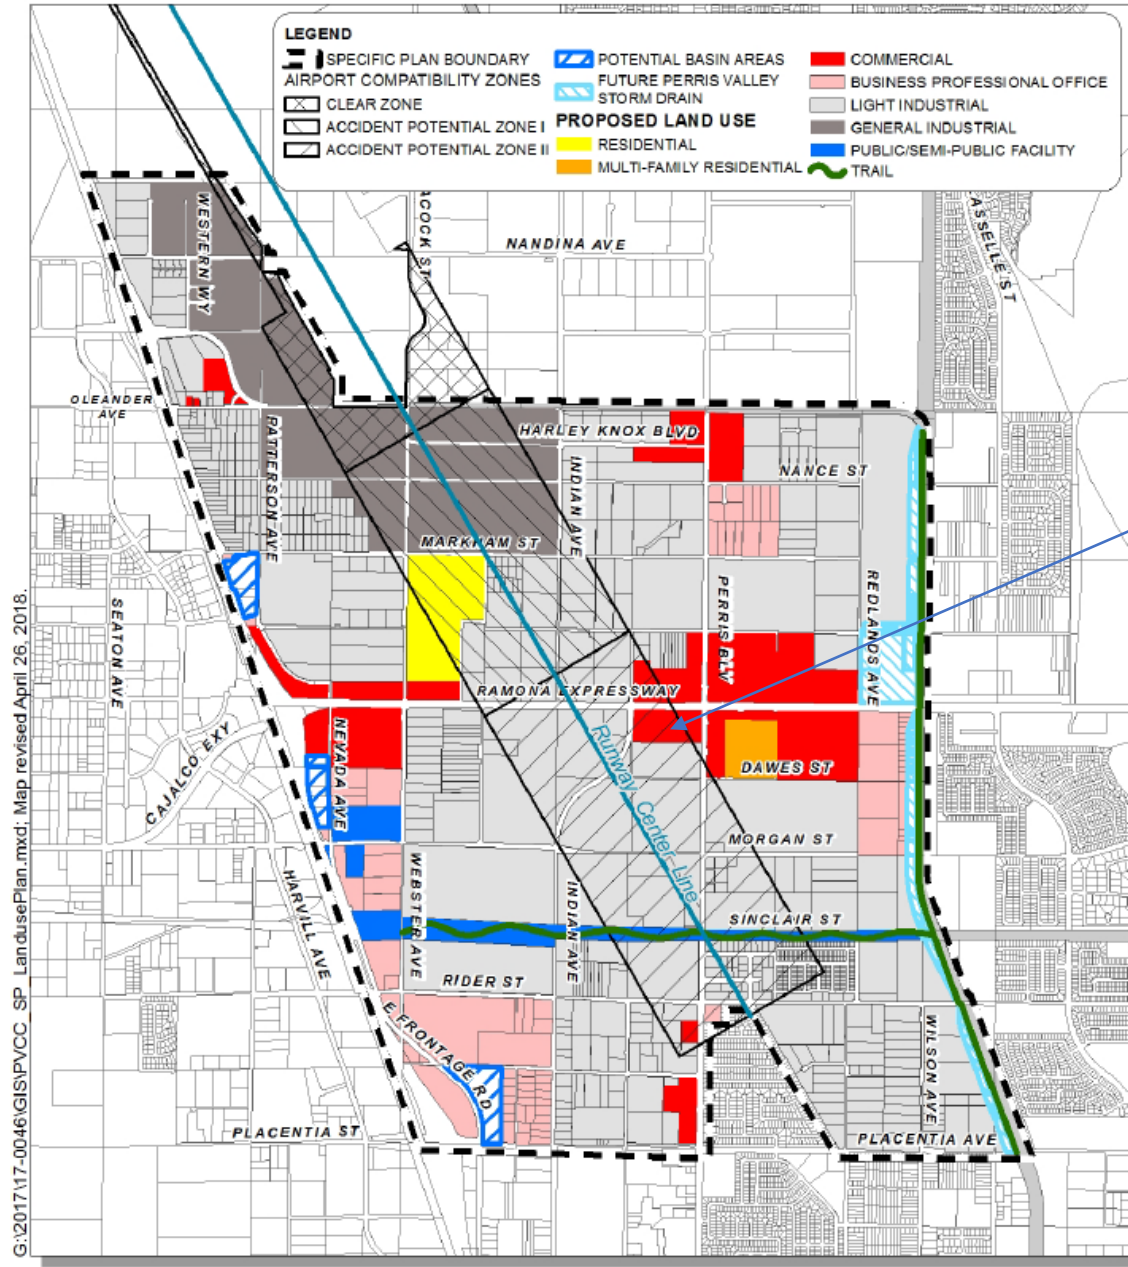 LEGEND
SPECIFIC PLAN BOUNDARY
AIRPORT COMPATIBILITY ZONES
CLEAR ZONE
ACCIDENT POTENTIAL ZONE I
ACCIDENT POTENTIAL ZONE II
POTENTIAL BASIN AREAS
FUTURE PERRIS VALLEY
STORM DRAIN
PROPOSED LAND USE
RESIDENTIAL
MULTI-FAMILY RESIDENTIAL
COMMERCIAL
BUSINESS PROFESSIONAL OFFICE
LIGHT INDUSTRIAL
GENERAL INDUSTRIAL
PUBLIC/SEMI-PUBLIC FACILITY
TRAIL
WESTERN WY
ACOCK ST
NANDINA AVE
ASSELLE ST
OLEANDER
AVE
PATTERSON AVE
HARLEY KNOX BLVD
NANCE ST
INDIAN AVE
MARKHAM ST
SEATON AVE
PERRIS BLV
REDLANDS AVE
RAMONA EXPRESSWAY
NEVADA AVE
CAJALCO EXY
Runway Center Line
DAWES ST
MORGAN ST
HARVILL AVE
WEBSTER AVE
INDIAN AVE
SINCLAIR ST
RIDER ST
E FRONTAGE RD
WILSON AVE
PLACENTIA ST
PLACENTIA AVE
G:\2017\17-0046\GIS\PVCC_SP_LandusePlan.mxd; Map revised April 26, 2018.